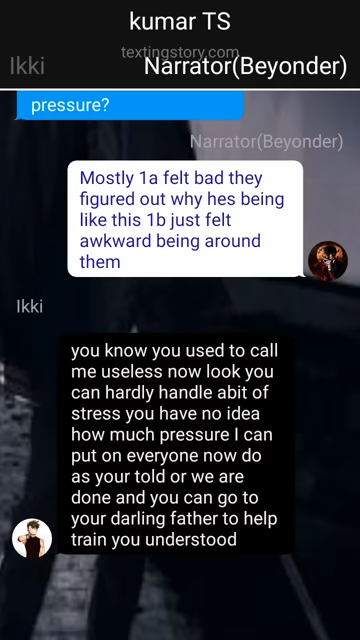 kumar TS
textingstory.com
Ikki
Narrator(Beyonder)
pressure?
Narrator(Beyonder)
Mostly 1a felt bad they
figured out why hes being
like this 1b just felt
awkward being around
them
Ikki
you know you used to call
me useless now look you
can hardly handle abit of
stress you have no idea
how much pressure I can
put on everyone now do
as your told or we are
done and you can go to
your darling father to help
train you understood